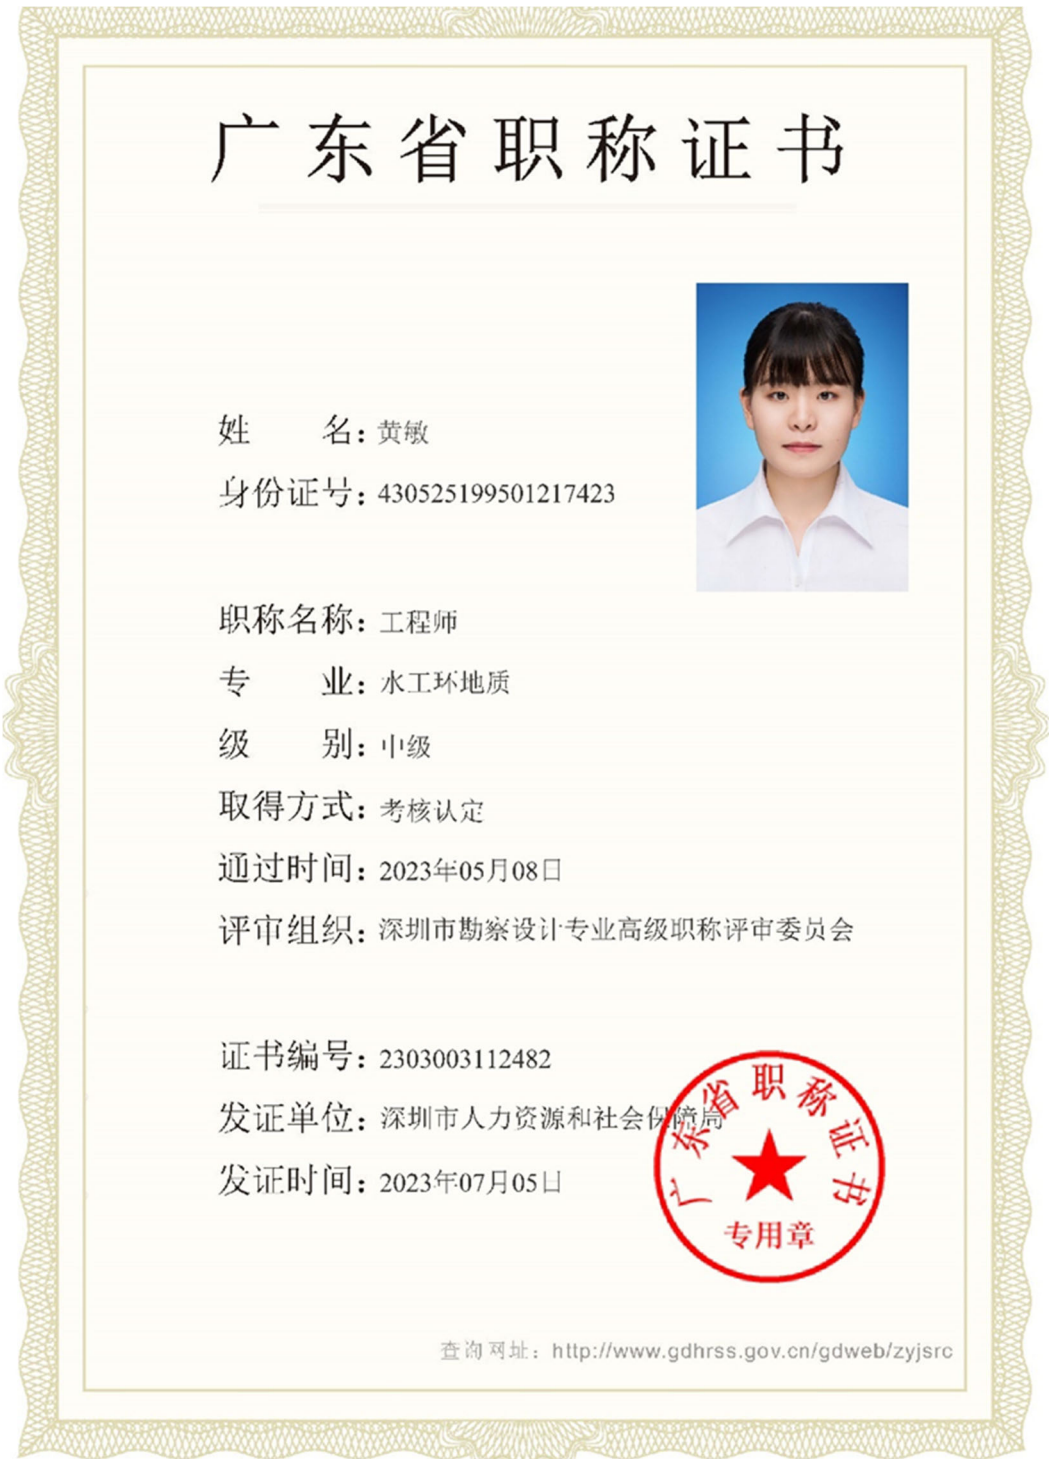 广东省职称证书
姓名：黄敏
身份证号：430525199501217423
职称名称：工程师
专业：水工环地质
级别：中级
取得方式：考核认定
通过时间：2023年05月08日
评审组织：深圳市勘察设计专业高级职称评审委员会
证书编号：2303003112482
发证单位：深圳市人力资源和社会保障局
发证时间：2023年07月05日
广东省职称证书
专用章
查询网址：http://www.gdhrss.gov.cn/gdweb/zyjsrc